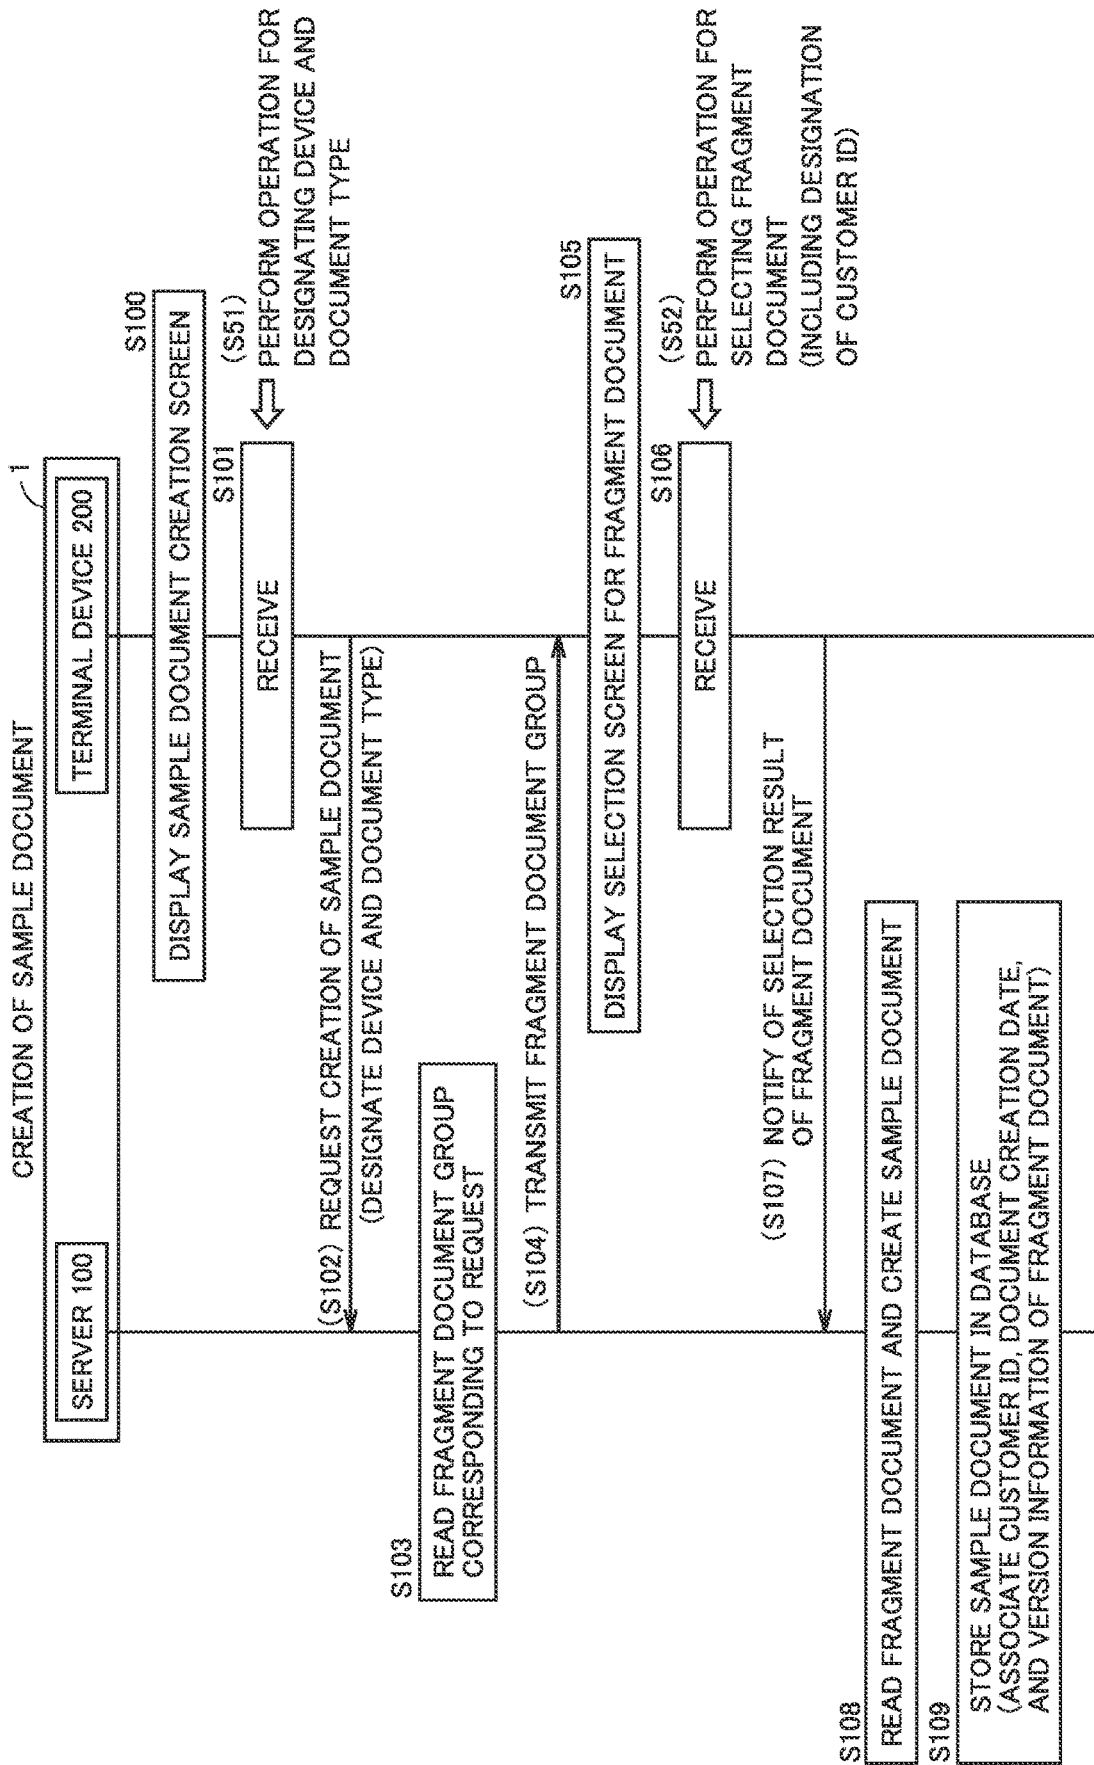 CREATION OF SAMPLE DOCUMENT
1
SERVER 100
TERMINAL DEVICE 200
S100
DISPLAY SAMPLE DOCUMENT CREATION SCREEN
S101
RECEIVE
(S51)
PERFORM OPERATION FOR
DESIGNATING DEVICE AND
DOCUMENT TYPE
(S102) REQUEST CREATION OF SAMPLE DOCUMENT
(DESIGNATE DEVICE AND DOCUMENT TYPE)
S103
READ FRAGMENT DOCUMENT GROUP
CORRESPONDING TO REQUEST
(S104) TRANSMIT FRAGMENT DOCUMENT GROUP
S105
DISPLAY SELECTION SCREEN FOR FRAGMENT DOCUMENT
S106
RECEIVE
(S52)
PERFORM OPERATION FOR
SELECTING FRAGMENT
DOCUMENT
(INCLUDING DESIGNATION
OF CUSTOMER ID)
(S107) NOTIFY OF SELECTION RESULT
OF FRAGMENT DOCUMENT
S108
READ FRAGMENT DOCUMENT AND CREATE SAMPLE DOCUMENT
S109
STORE SAMPLE DOCUMENT IN DATABASE
(ASSOCIATE CUSTOMER ID, DOCUMENT CREATION DATE,
AND VERSION INFORMATION OF FRAGMENT DOCUMENT)